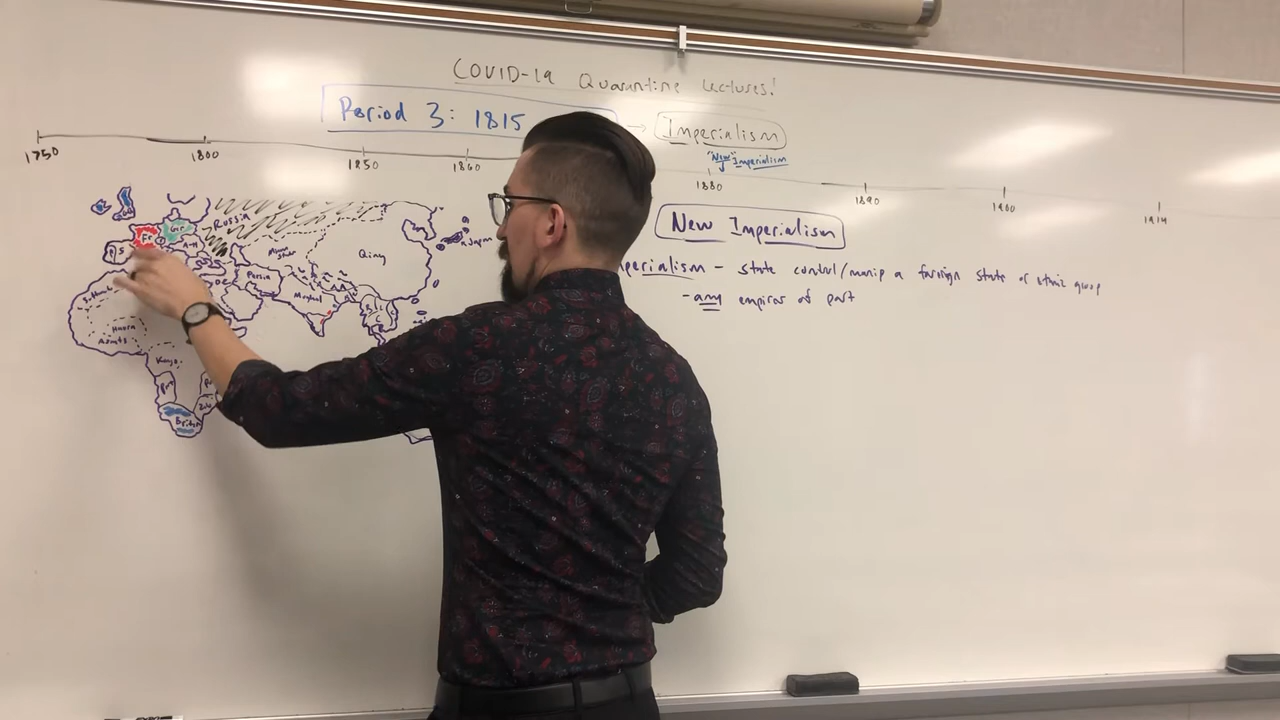 COVID-19 Quarantine Lectures!
Period 3: 1815
Imperialism
"New" Imperialism
1750
1800
1850
1860
1880
1890
1900
1914
New Imperialism
perialism - state control/manip a foreign state or ethnic group
- any empires of past
Russia
Fr
Ger
A-H
P
S
Japan
Qing
Persia
Mughal
Hausa
Kongo
Britain